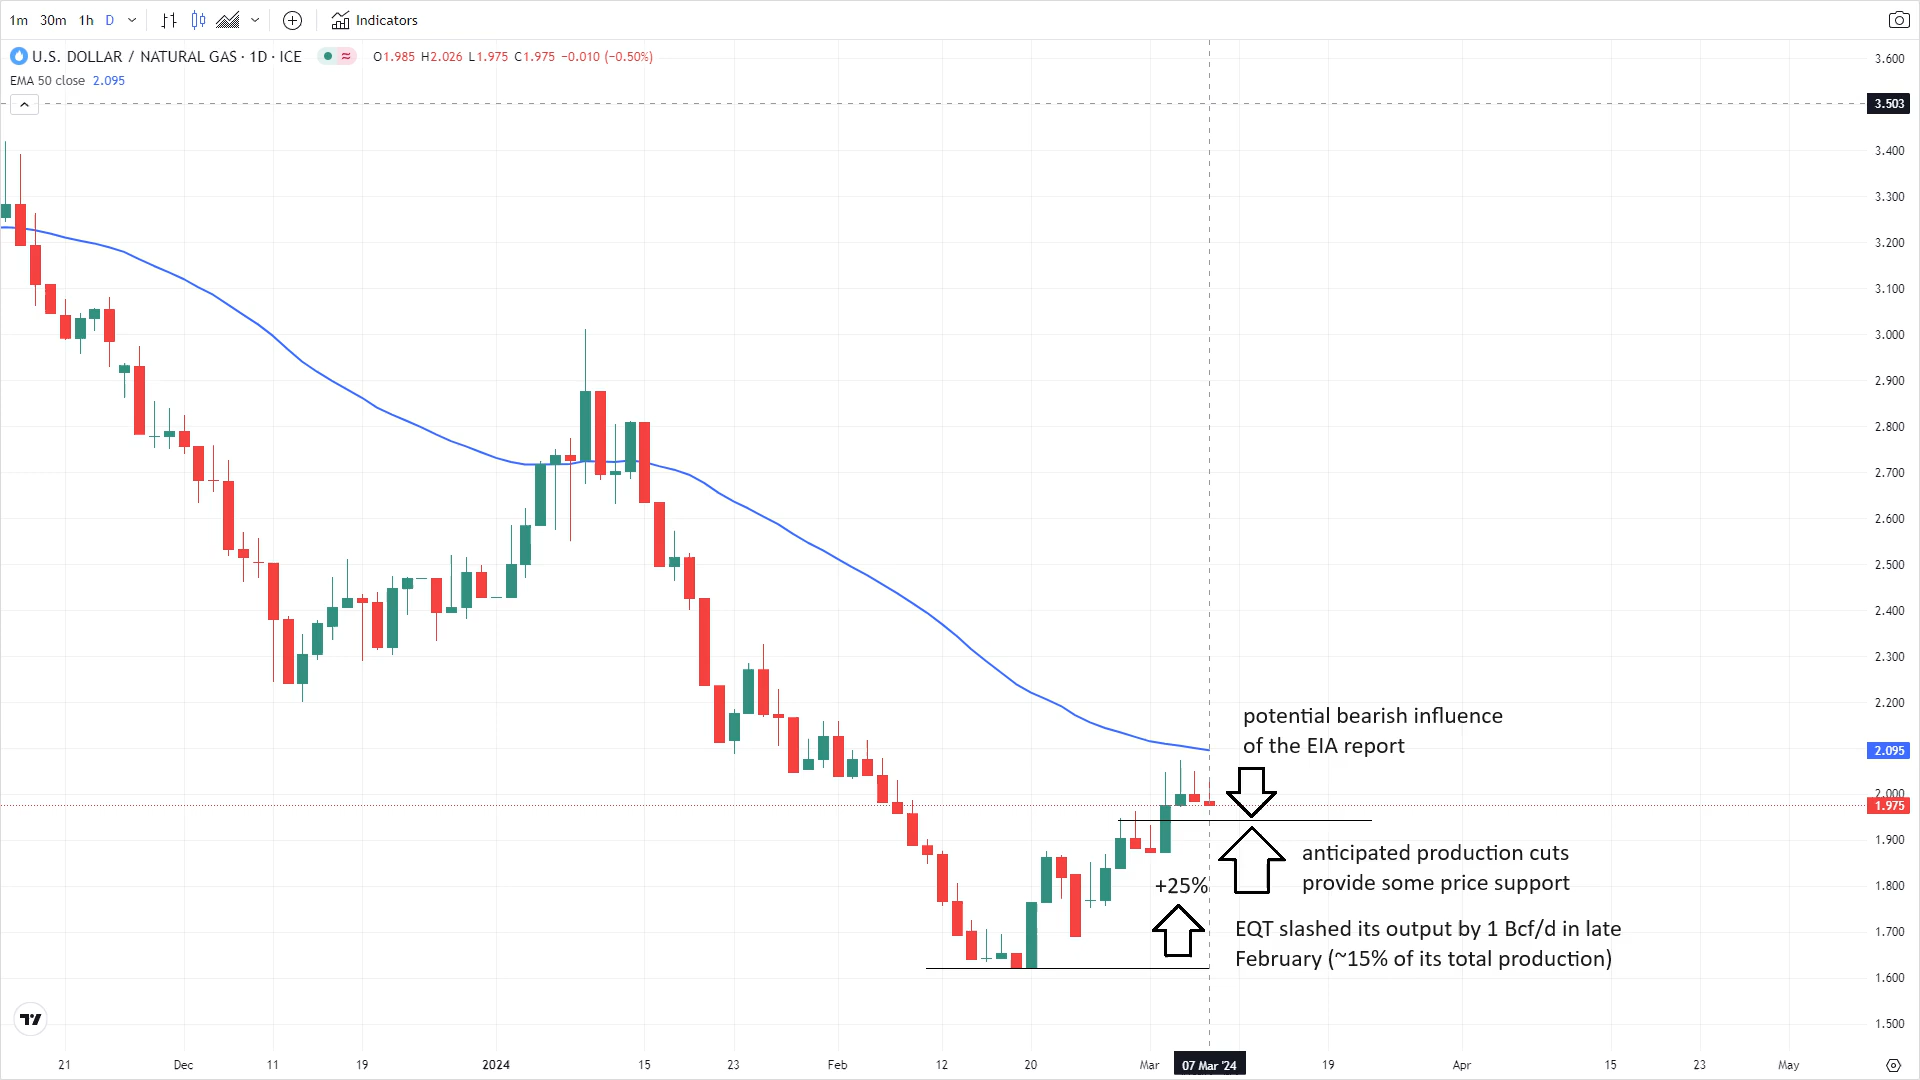 1m 30m 1h D Indicators
U.S. DOLLAR / NATURAL GAS · 1D · ICE O1.985 H2.026 L1.975 C1.975 −0.010 (−0.50%)
EMA 50 close 2.095
3.600
3.503
3.400
3.300
3.200
3.100
3.000
2.900
2.800
2.700
2.600
2.500
2.400
2.300
2.200
potential bearish influence
of the EIA report
2.095
2.000
1.975
1.900
anticipated production cuts
provide some price support
+25%
1.800
EQT slashed its output by 1 Bcf/d in late
February (~15% of its total production)
1.700
1.600
1.500
21 Dec 11 19 2024 15 23 Feb 12 20 Mar 07 Mar '24 19 Apr 15 23 May